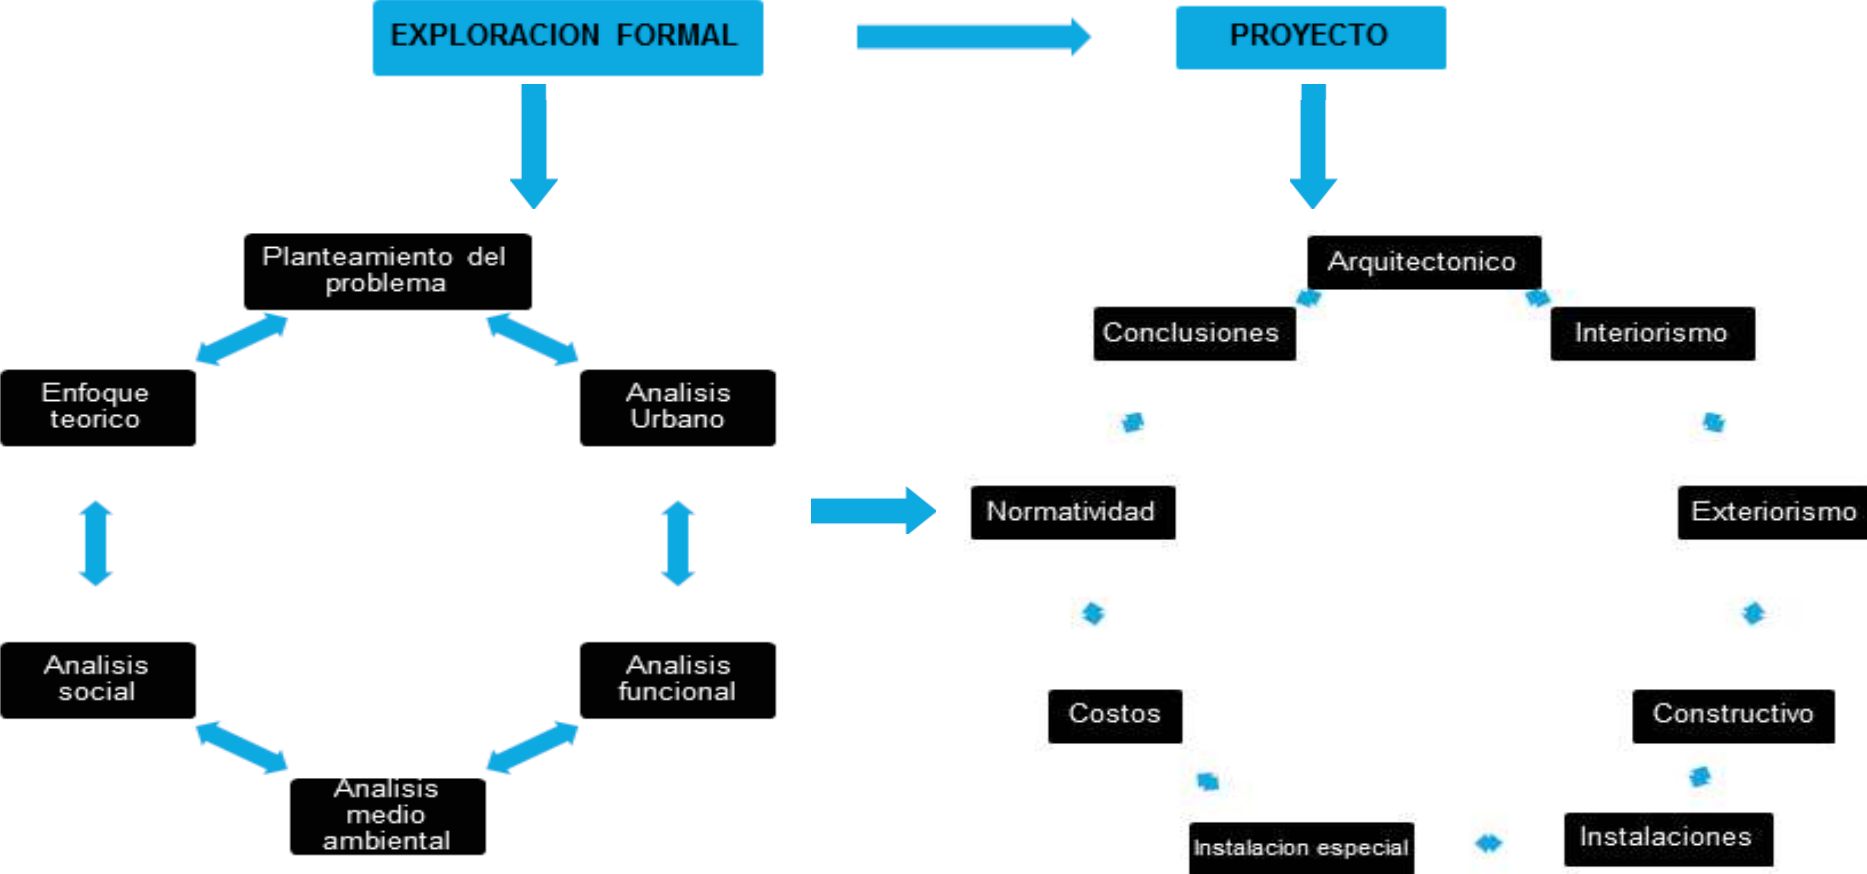 EXPLORACION FORMAL
PROYECTO
Planteamiento del
problema
Enfoque
teorico
Analisis
Urbano
Analisis
social
Analisis
funcional
Analisis
medio
ambiental
Arquitectonico
Conclusiones
Interiorismo
Normatividad
Exteriorismo
Costos
Constructivo
Instalacion especial
Instalaciones